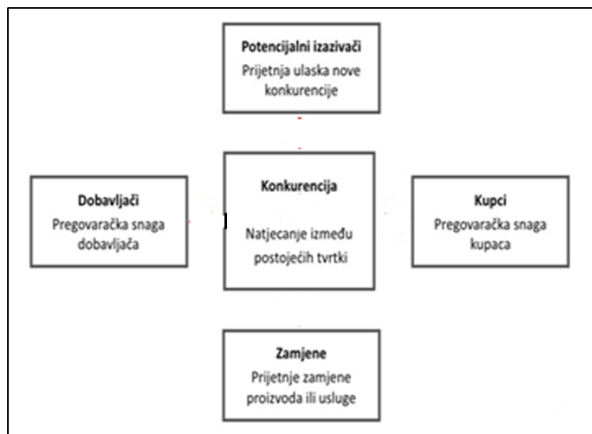 Potencijalni izazivači
Prijetnja ulaska nove
konkurencije
Dobavljači
Pregovaračka snaga
dobavljača
Konkurencija
Natjecanje između
postojećih tvrtki
Kupci
Pregovaračka snaga
kupaca
Zamjene
Prijetnje zamjene
proizvoda ili usluge